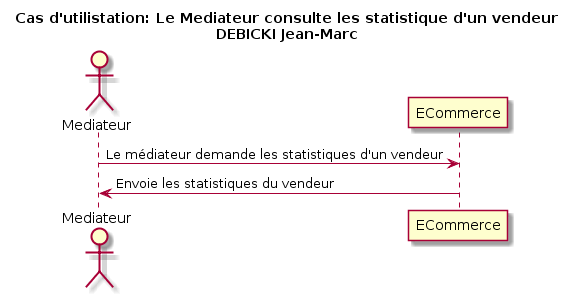 Cas d'utilistation: Le Mediateur consulte les statistique d'un vendeur
DEBICKI Jean-Marc
Mediateur
ECommerce
Le médiateur demande les statistiques d'un vendeur
Envoie les statistiques du vendeur
Mediateur
ECommerce